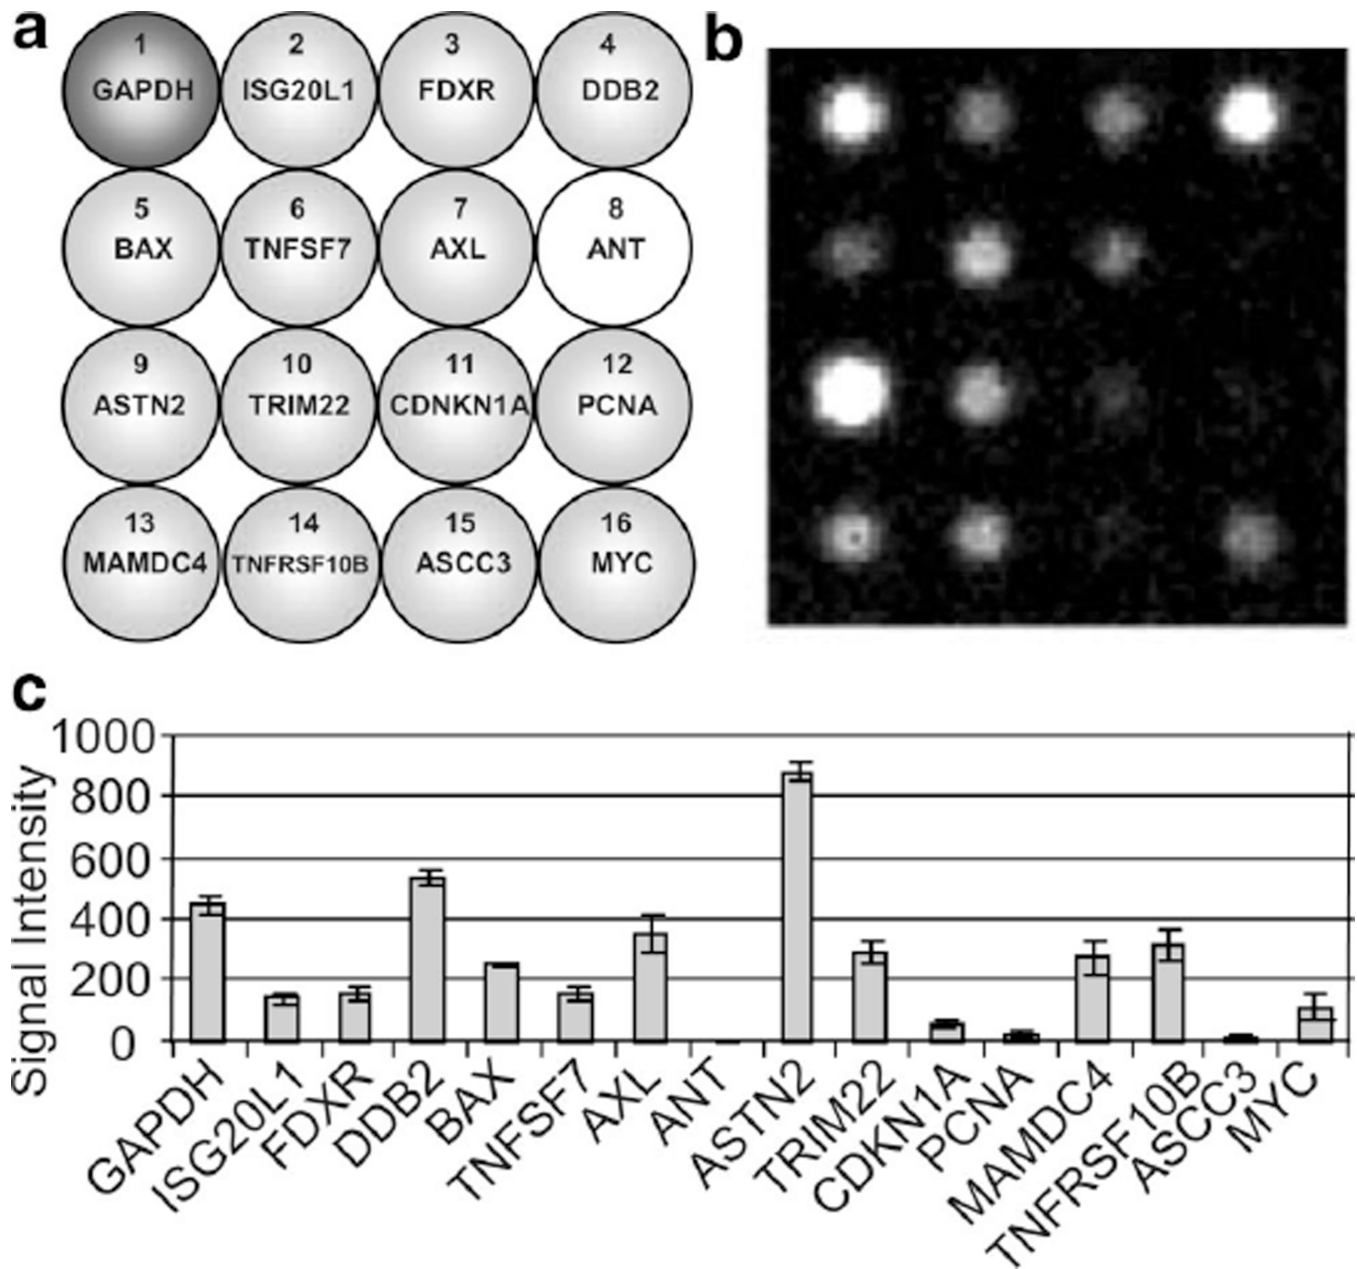 a
1 2 3 4
GAPDH ISG20L1 FDXR DDB2
5 6 7 8
BAX TNFSF7 AXL ANT
9 10 11 12
ASTN2 TRIM22 CDNKN1A PCNA
13 14 15 16
MAMDC4 TNFRSF10B ASCC3 MYC
b
c
Signal Intensity
1000
800
600
400
200
0
GAPDH
ISG20L1
FDXR
DDB2
BAX
TNFSF7
AXL
ANT
ASTN2
TRIM22
CDKN1A
PCNA
MAMDC4
TNFRSF10B
ASCC3
MYC